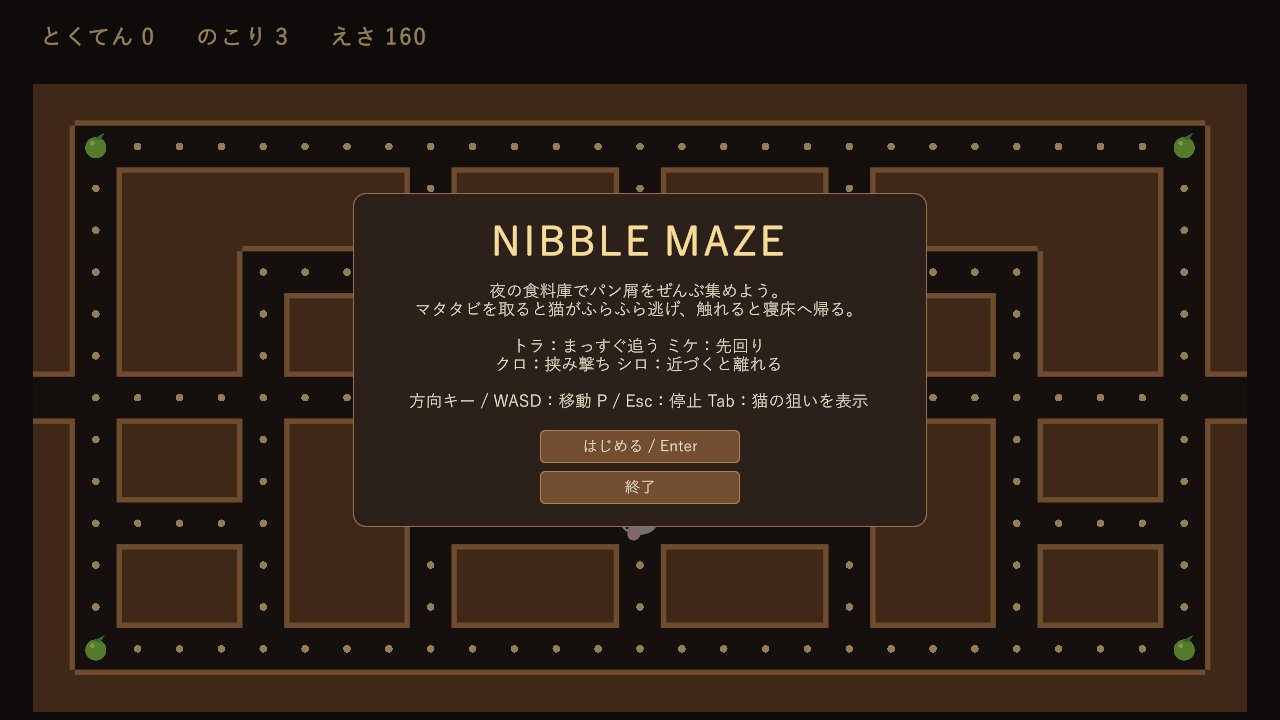 とくてん 0 のこり 3 えさ 160
NIBBLE MAZE
夜の食料庫でパン屑をぜんぶ集めよう。
マタタビを取ると猫がふらふら逃げ、触れると寝床へ帰る。
トラ：まっすぐ追う ミケ：先回り
クロ：挟み撃ち シロ：近づくと離れる
方向キー / WASD：移動 P / Esc：停止 Tab：猫の狙いを表示
はじめる / Enter
終了